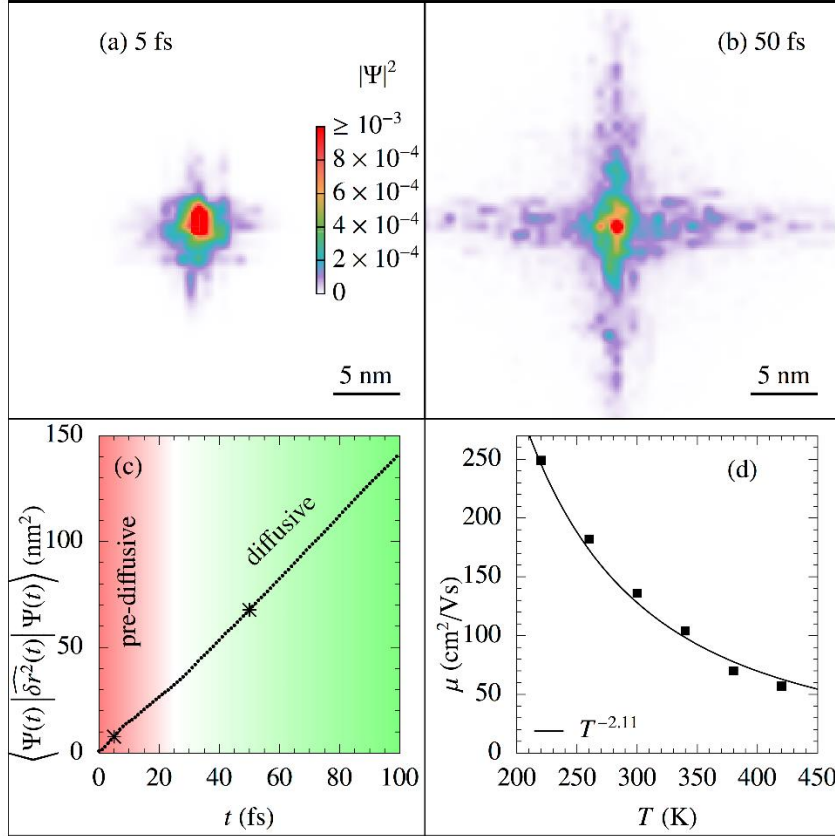 (a) 5 fs
|Ψ|²
≥ 10⁻³
8 × 10⁻⁴
6 × 10⁻⁴
4 × 10⁻⁴
2 × 10⁻⁴
0
5 nm
(b) 50 fs
5 nm
(c)
⟨Ψ(t)|δr²(t)|Ψ(t)⟩ (nm²)
150
100
50
0
pre-diffusive
diffusive
0 20 40 60 80 100
t (fs)
(d)
μ (cm²/Vs)
250
200
150
100
50
0
T⁻²·¹¹
200 250 300 350 400 450
T (K)